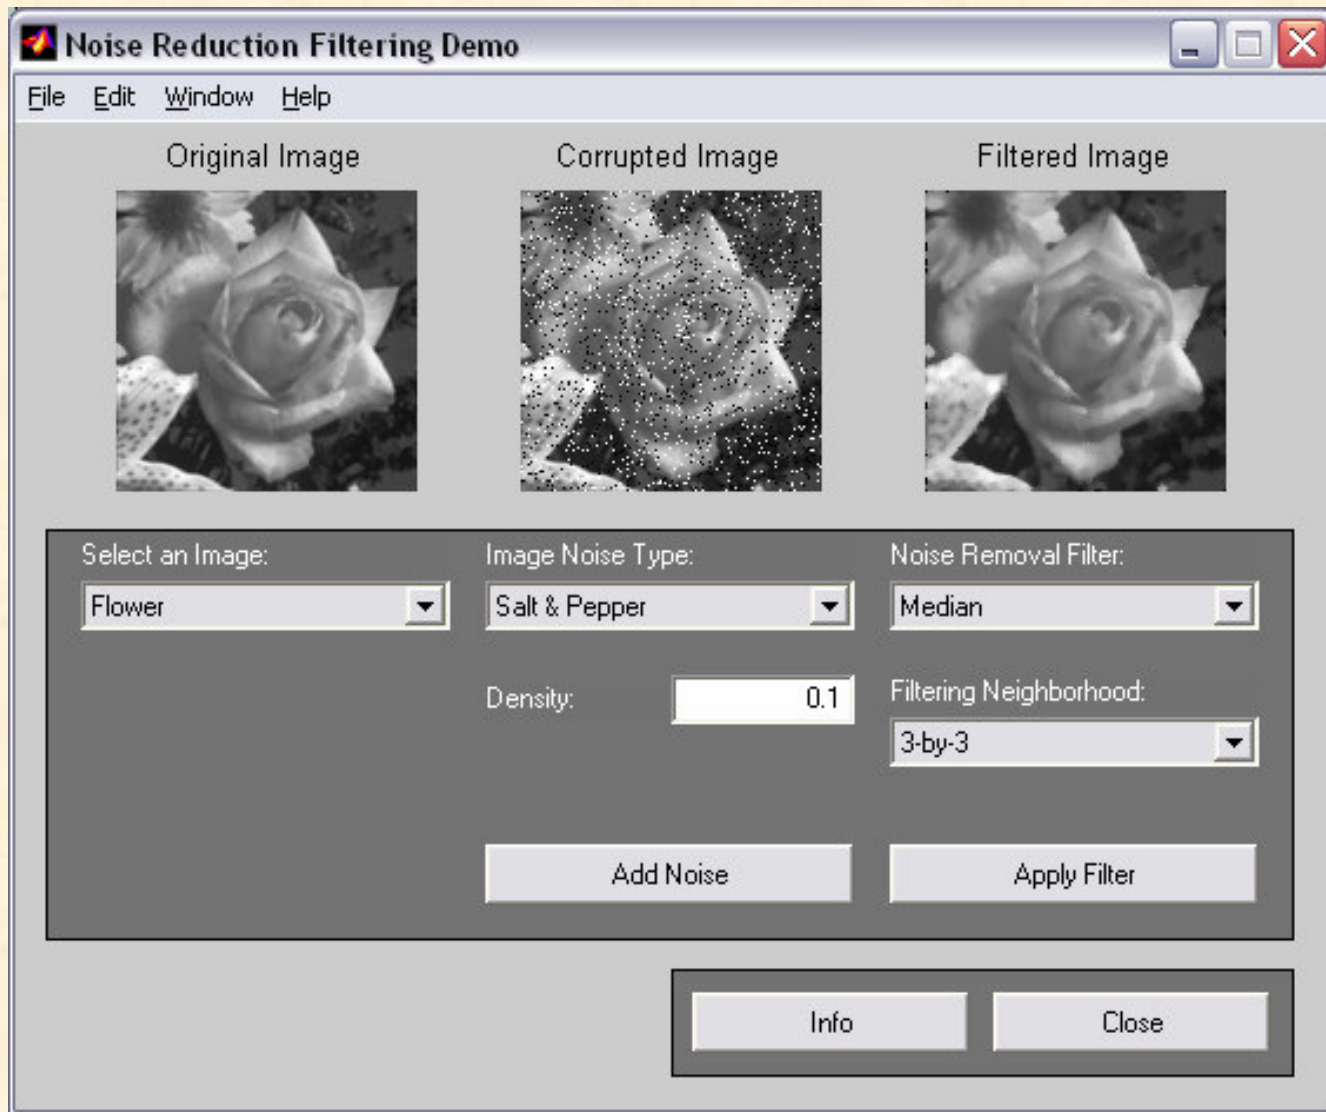 Noise Reduction Filtering Demo
File Edit Window Help
Original Image Corrupted Image Filtered Image
Select an Image: Image Noise Type: Noise Removal Filter:
Flower Salt & Pepper Median
Density: 0.1 Filtering Neighborhood:
3-by-3
Add Noise Apply Filter
Info Close